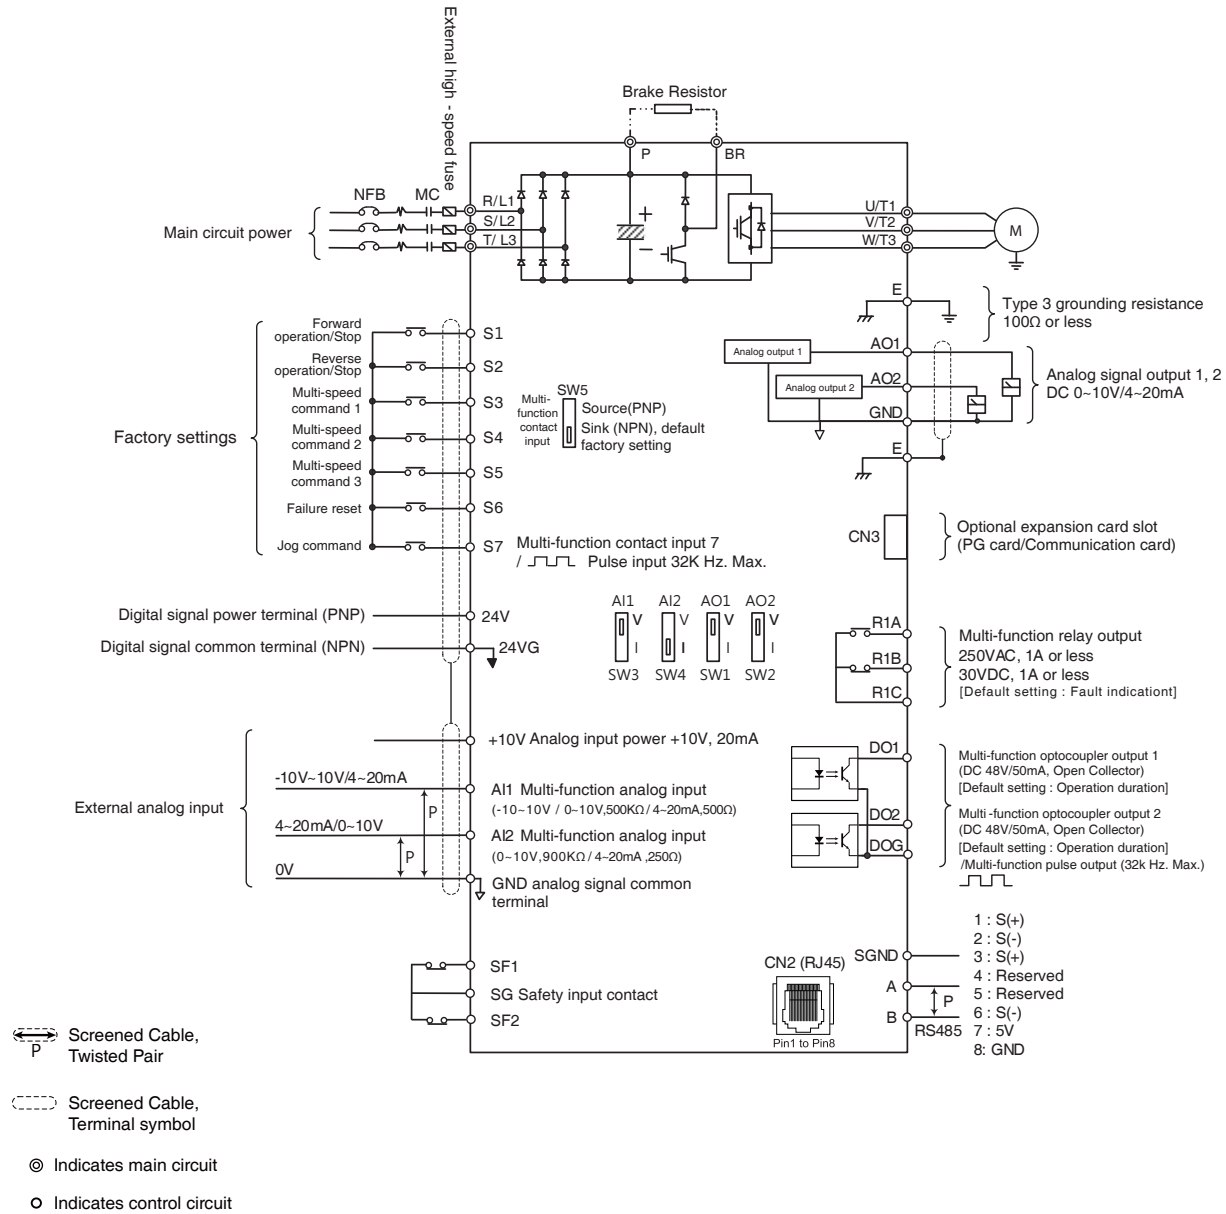 External high - speed fuse
Brake Resistor
P
BR
NFB
MC
R/L1
S/L2
T/ L3
Main circuit power
+
−
U/T1
V/T2
W/T3
M
E
Type 3 grounding resistance
100Ω or less
Factory settings
Forward
operation/Stop
S1
Reverse
operation/Stop
S2
Multi-speed
command 1
S3
Multi-speed
command 2
S4
Multi-speed
command 3
S5
Failure reset
S6
Jog command
S7
Multi-function contact input 7
/ Pulse input 32K Hz. Max.
Multi-
function
contact
input
SW5
Source(PNP)
Sink (NPN), default
factory setting
Analog output 1
AO1
Analog output 2
AO2
GND
E
Analog signal output 1, 2
DC 0~10V/4~20mA
CN3
Optional expansion card slot
(PG card/Communication card)
Digital signal power terminal (PNP)
24V
Digital signal common terminal (NPN)
24VG
AI1 AI2 AO1 AO2
V V V V
I I I I
SW3 SW4 SW1 SW2
R1A
R1B
R1C
Multi-function relay output
250VAC, 1A or less
30VDC, 1A or less
[Default setting : Fault indicationt]
External analog input
+10V Analog input power +10V, 20mA
-10V~10V/4~20mA
AI1 Multi-function analog input
(-10~10V / 0~10V,500KΩ/ 4~20mA,500Ω)
P
4~20mA/0~10V
AI2 Multi-function analog input
(0~10V,900KΩ / 4~20mA ,250Ω)
P
0V
GND analog signal common
terminal
DO1
Multi-function optocoupler output 1
(DC 48V/50mA, Open Collector)
[Default setting : Operation duration]
DO2
DOG
Multi -function optocoupler output 2
(DC 48V/50mA, Open Collector)
[Default setting : Operation duration]
/Multi-function pulse output (32k Hz. Max.)
SF1
SG Safety input contact
SF2
CN2 (RJ45)
Pin1 to Pin8
SGND
A
B
P
RS485
1 : S(+)
2 : S(-)
3 : S(+)
4 : Reserved
5 : Reserved
6 : S(-)
7 : 5V
8: GND
P
Screened Cable,
Twisted Pair
Screened Cable,
Terminal symbol
Indicates main circuit
Indicates control circuit